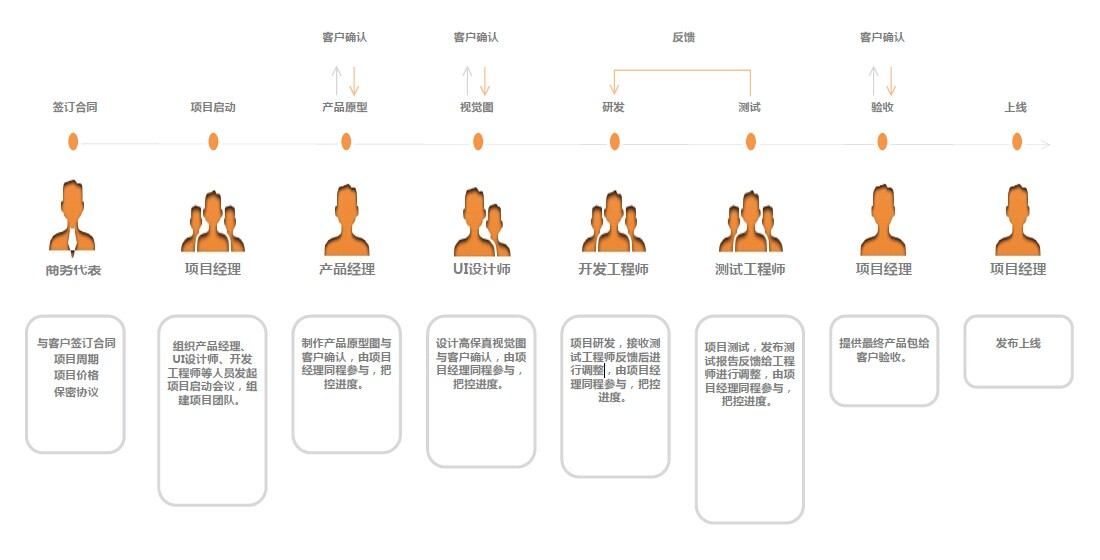 客户确认
客户确认
反馈
客户确认
签订合同
项目启动
产品原型
视觉图
研发
测试
验收
上线
商务代表
项目经理
产品经理
UI设计师
开发工程师
测试工程师
项目经理
项目经理
与客户签订合同
项目周期
项目价格
保密协议
组织产品经理、
UI设计师、开发
工程师等人员发起
项目启动会议，组
建项目团队。
制作产品原型图与
客户确认，由项目
经理同程参与，把
控进度。
设计高保真视觉图
与客户确认，由项
目经理同程参与，
把控进度。
项目研发，接收测
试工程师反馈后进
行调整，由项目经
理同程参与，把控
进度。
项目测试，发布测
试报告反馈给工程
师进行调整，由项
目经理同程参与，
把控进度。
提供最终产品包给
客户验收。
发布上线